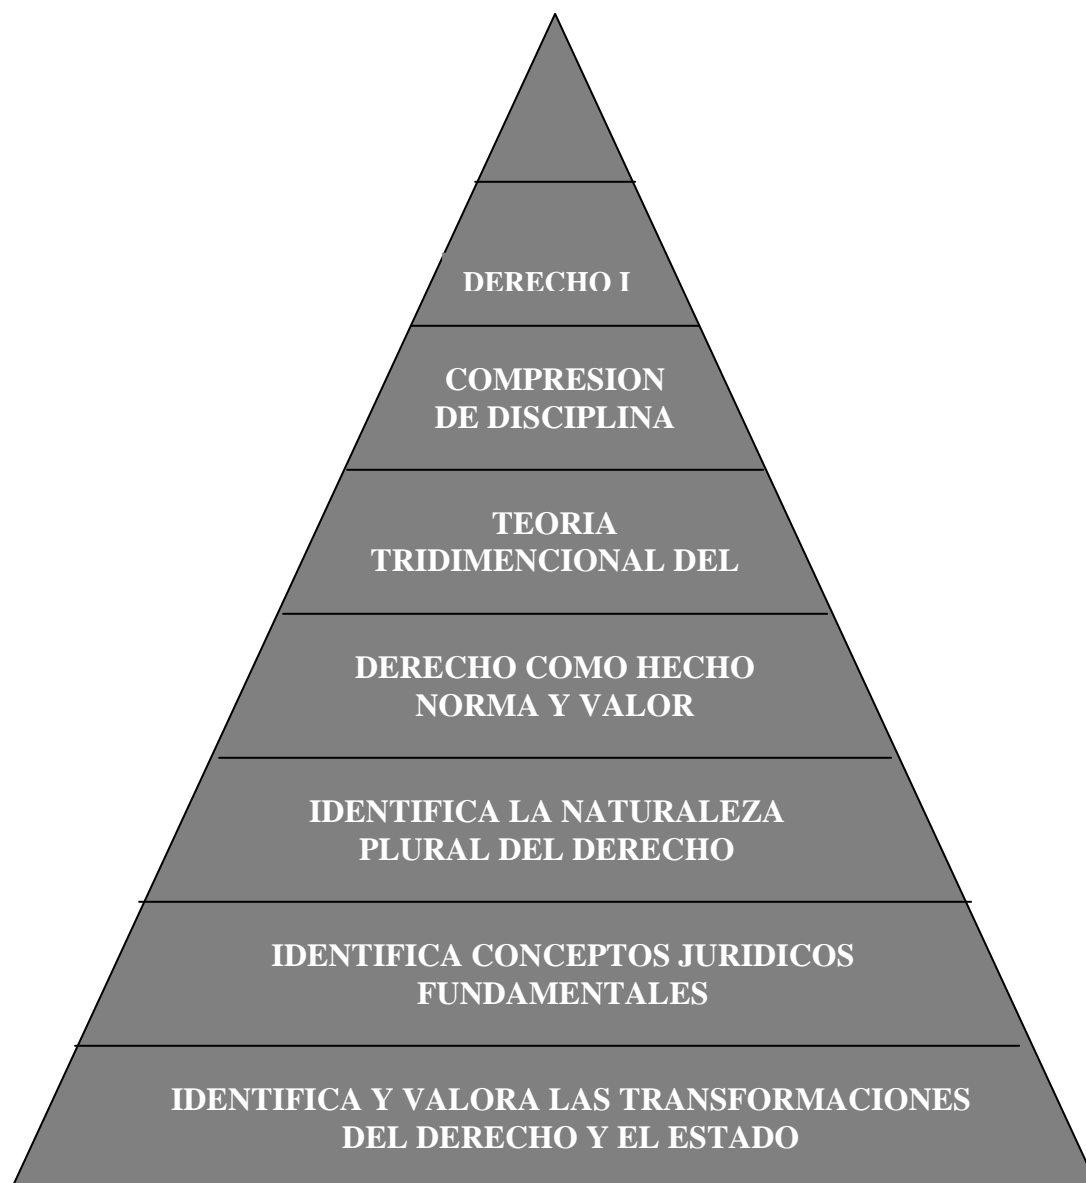 DERECHO I
COMPRESION
DE DISCIPLINA
TEORIA
TRIDIMENCIONAL DEL
DERECHO COMO HECHO
NORMA Y VALOR
IDENTIFICA LA NATURALEZA
PLURAL DEL DERECHO
IDENTIFICA CONCEPTOS JURIDICOS
FUNDAMENTALES
IDENTIFICA Y VALORA LAS TRANSFORMACIONES
DEL DERECHO Y EL ESTADO